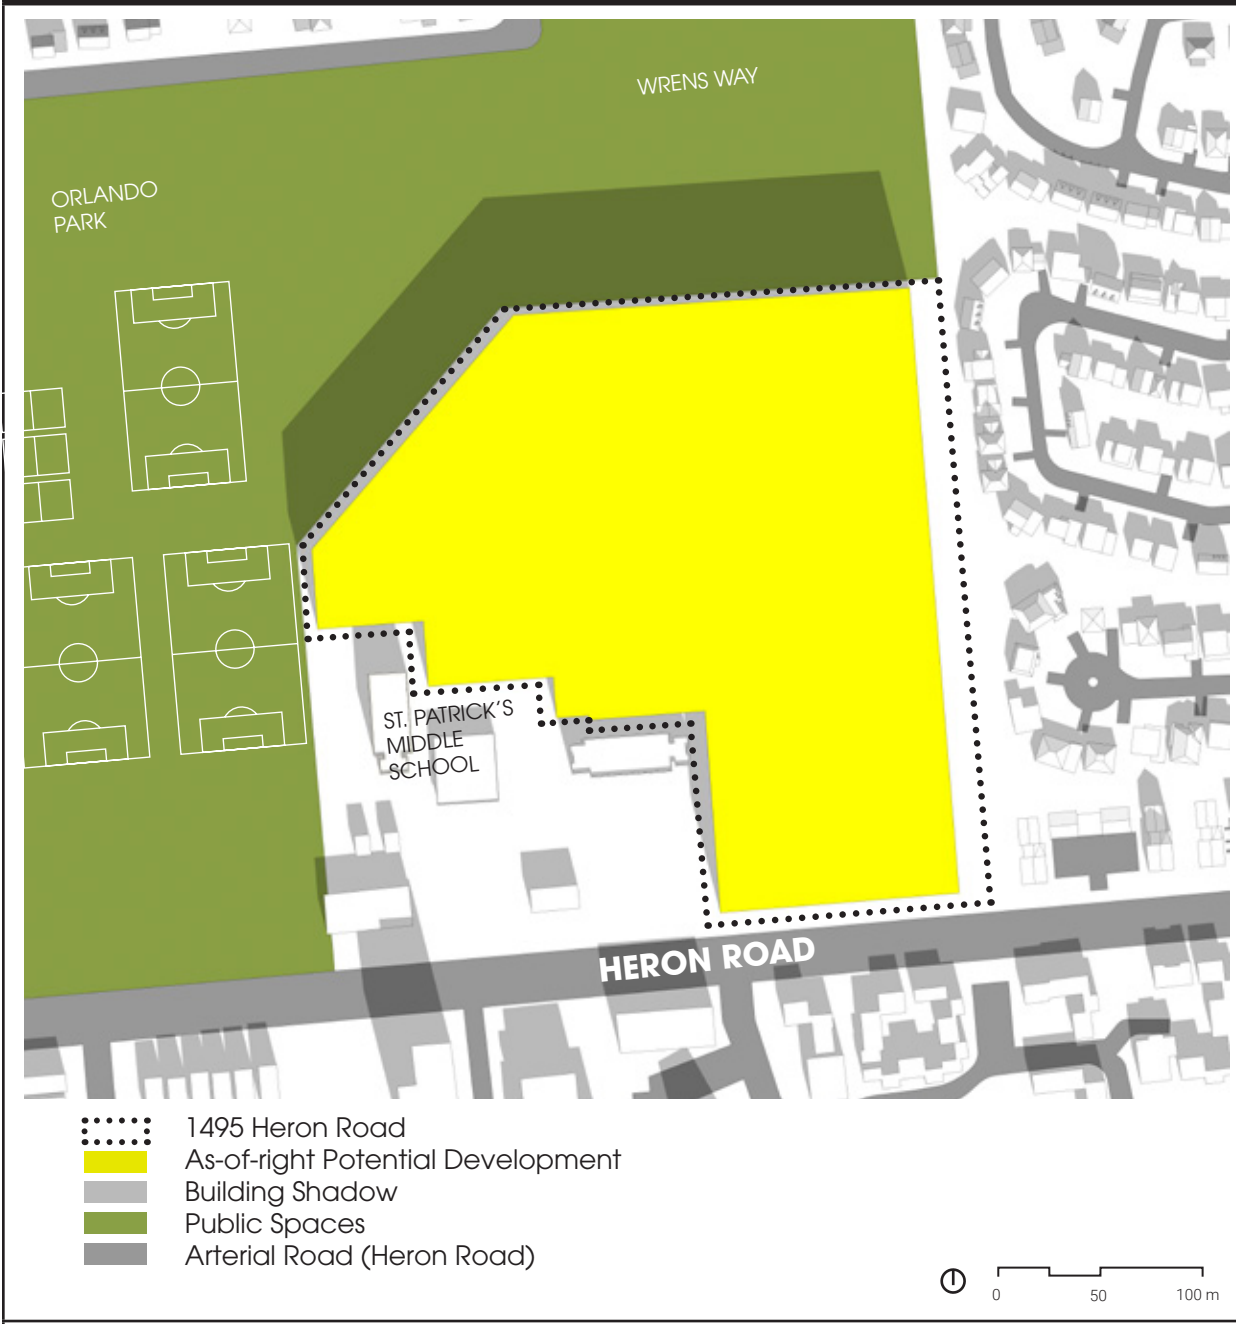 WRENS WAY
ORLANDO
PARK
ST. PATRICK'S
MIDDLE
SCHOOL
HERON ROAD
1495 Heron Road
As-of-right Potential Development
Building Shadow
Public Spaces
Arterial Road (Heron Road)
0 50 100 m